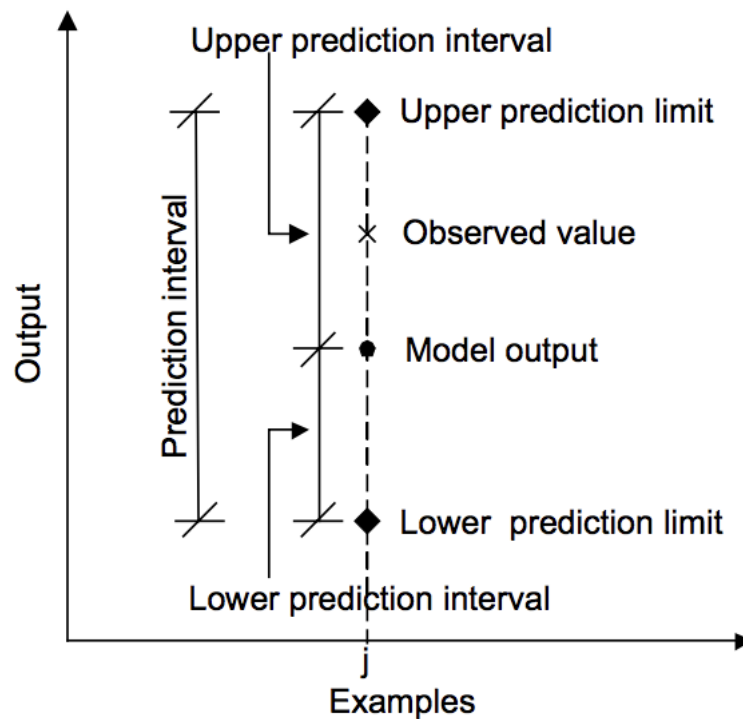 Upper prediction interval
Upper prediction limit
Observed value
Prediction interval
Output
Model output
Lower prediction limit
Lower prediction interval
j
Examples